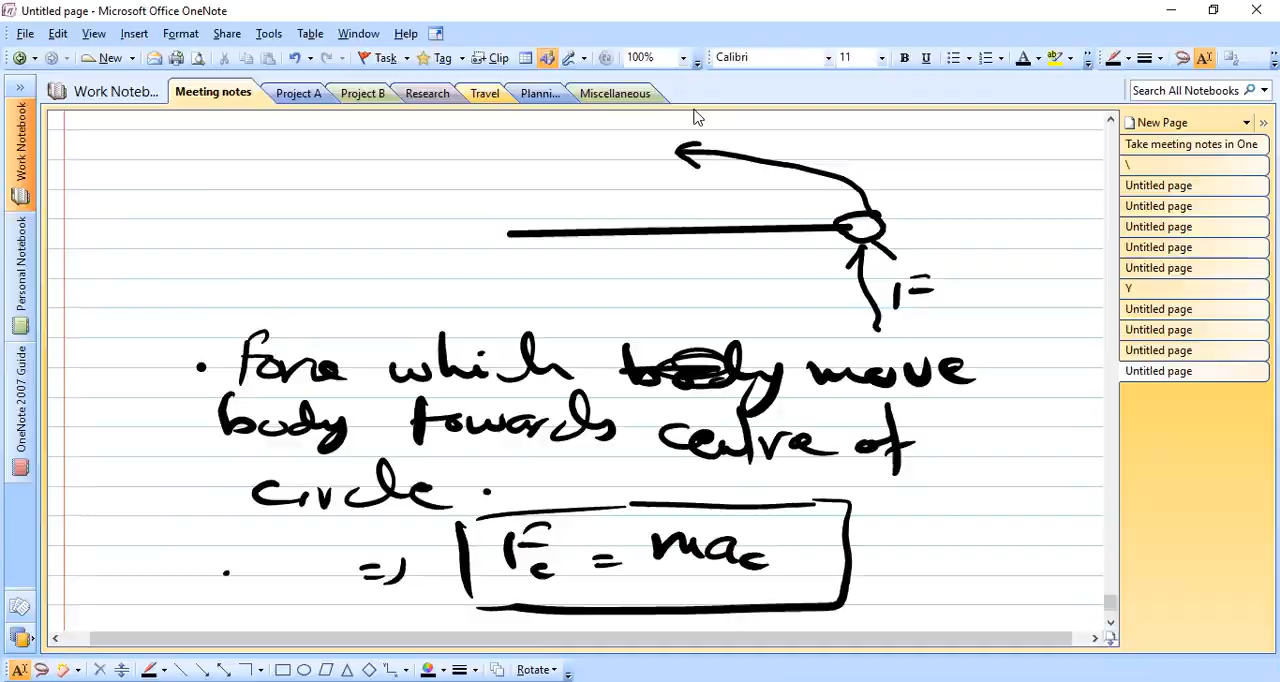 Untitled page - Microsoft Office OneNote
File Edit View Insert Format Share Tools Table Window Help
New Task Tag Clip 100% Calibri 11 B U A
Work Noteb... Meeting notes Project A Project B Research Travel Planni... Miscellaneous Search All Notebooks
New Page
Take meeting notes in One
\
Untitled page
Untitled page
Untitled page
Untitled page
Untitled page
Y
Untitled page
Untitled page
Untitled page
Untitled page
Work Notebook
Personal Notebook
OneNote 2007 Guide
F
. Force which body move
body towards centre of
circle .
. => Fc = mac
Rotate